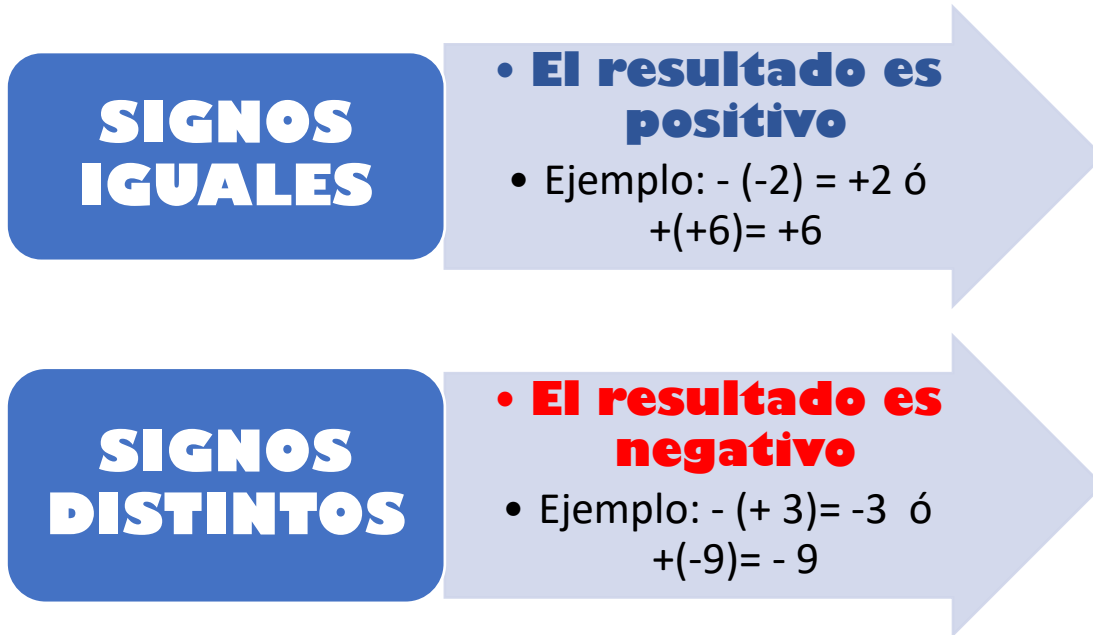 SIGNOS
IGUALES
• El resultado es
positivo
• Ejemplo: - (-2) = +2 ó
+(+6)= +6
SIGNOS
DISTINTOS
• El resultado es
negativo
• Ejemplo: - (+ 3)= -3 ó
+(-9)= - 9